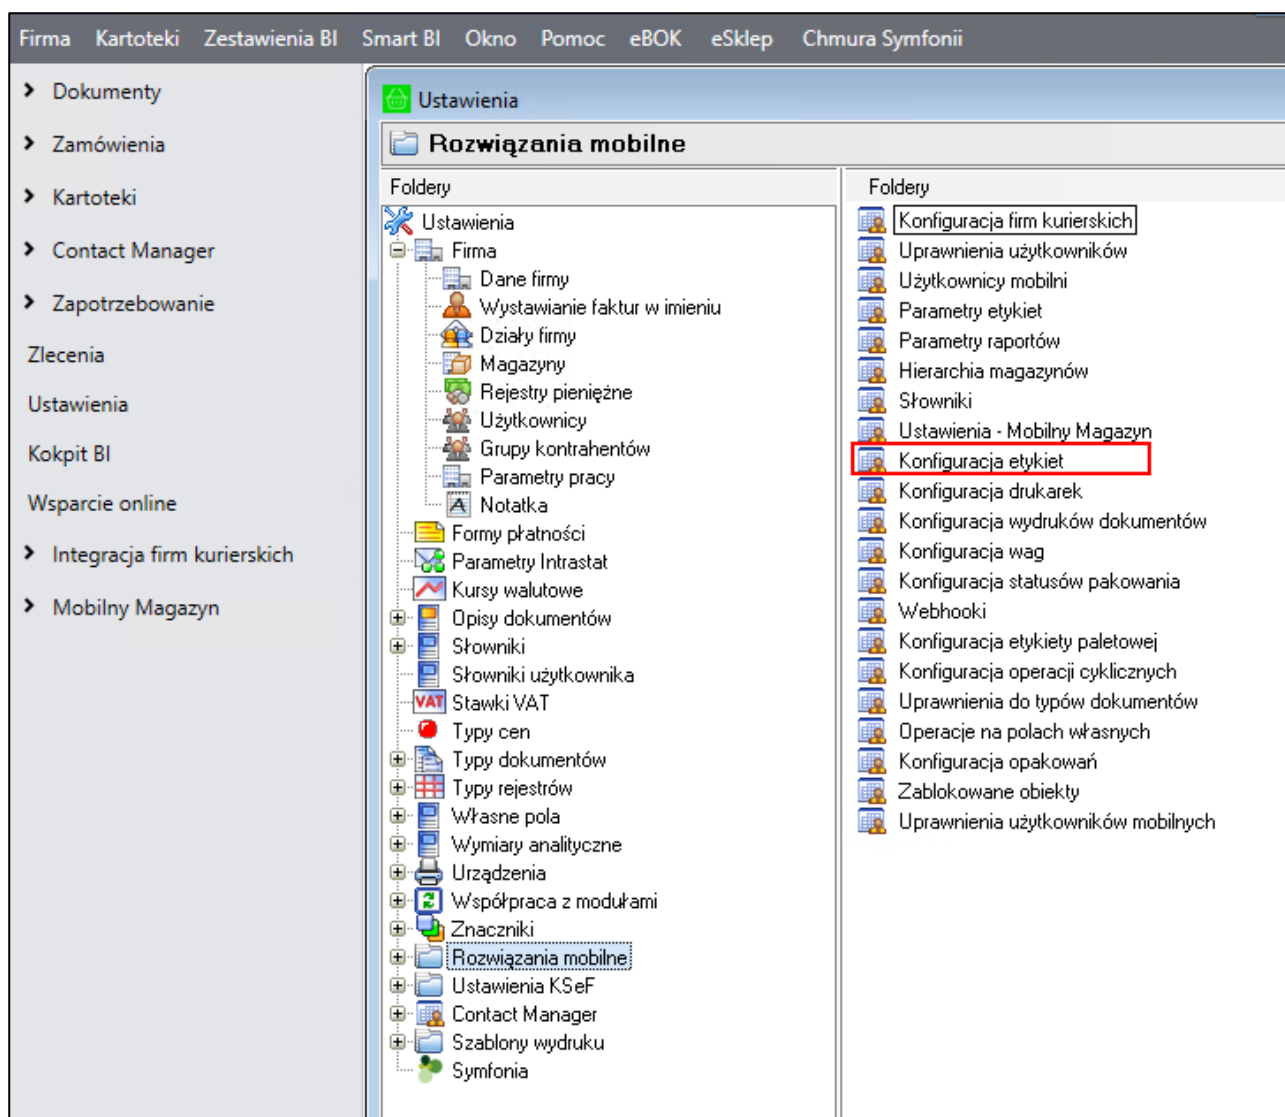 Firma Kartoteki Zestawienia BI Smart BI Okno Pomoc eBOK eSklep Chmura Symfonii
Dokumenty
Zamówienia
Kartoteki
Contact Manager
Zapotrzebowanie
Zlecenia
Ustawienia
Kokpit BI
Wsparcie online
Integracja firm kurierskich
Mobilny Magazyn
Ustawienia
Rozwiązania mobilne
Foldery
Ustawienia
Firma
Dane firmy
Wystawianie faktur w imieniu
Działy firmy
Magazyny
Rejestry pieniężne
Użytkownicy
Grupy kontrahentów
Parametry pracy
Notatka
Formy płatności
Parametry Intrastat
Kursy walutowe
Opisy dokumentów
Słowniki
Słowniki użytkownika
VAT Stawki VAT
Typy cen
Typy dokumentów
Typy rejestrów
Własne pola
Wymiary analityczne
Urządzenia
Współpraca z modułami
Znaczniki
Rozwiązania mobilne
Ustawienia KSeF
Contact Manager
Szablony wydruku
Symfonia
Foldery
Konfiguracja firm kurierskich
Uprawnienia użytkowników
Użytkownicy mobilni
Parametry etykiet
Parametry raportów
Hierarchia magazynów
Słowniki
Ustawienia - Mobilny Magazyn
Konfiguracja etykiet
Konfiguracja drukarek
Konfiguracja wydruków dokumentów
Konfiguracja wag
Konfiguracja statusów pakowania
Webhooki
Konfiguracja etykiety paletowej
Konfiguracja operacji cyklicznych
Uprawnienia do typów dokumentów
Operacje na polach własnych
Konfiguracja opakowań
Zablokowane obiekty
Uprawnienia użytkowników mobilnych